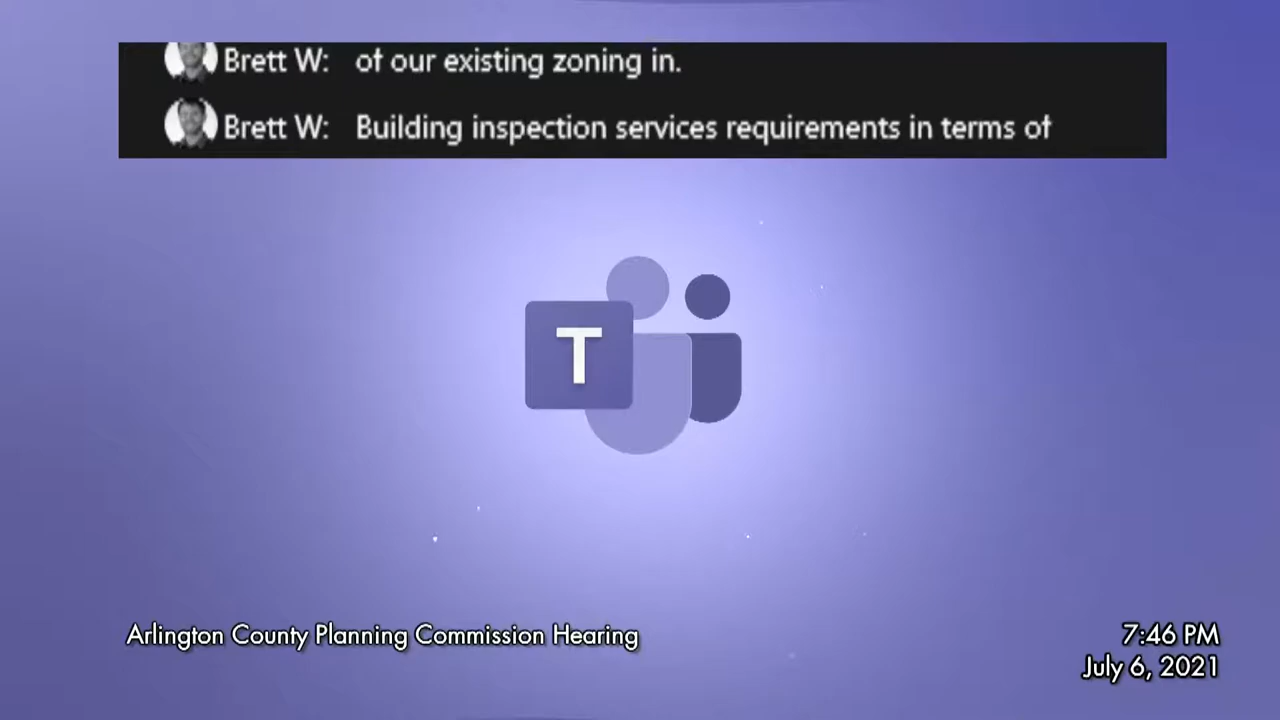 Brett W: of our existing zoning in.
Brett W: Building inspection services requirements in terms of
T
Arlington County Planning Commission Hearing
7:46 PM
July 6, 2021